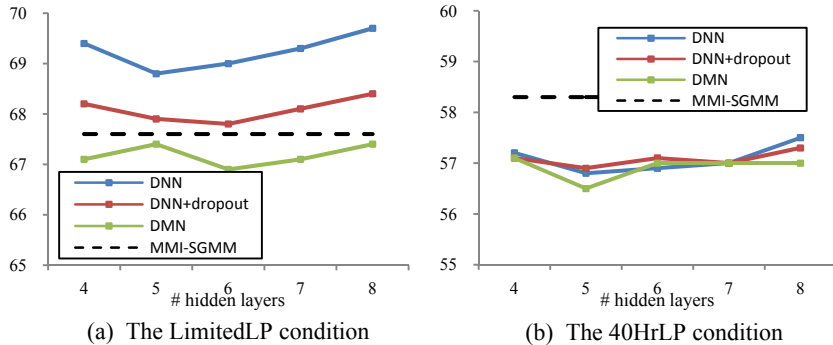 70
69
68
67
66
65
DNN
DNN+dropout
DMN
MMI-SGMM
4 5 6 7 8
# hidden layers
(a) The LimitedLP condition
60
59
58
57
56
55
DNN
DNN+dropout
DMN
MMI-SGMM
4 5 6 7 8
# hidden layers
(b) The 40HrLP condition